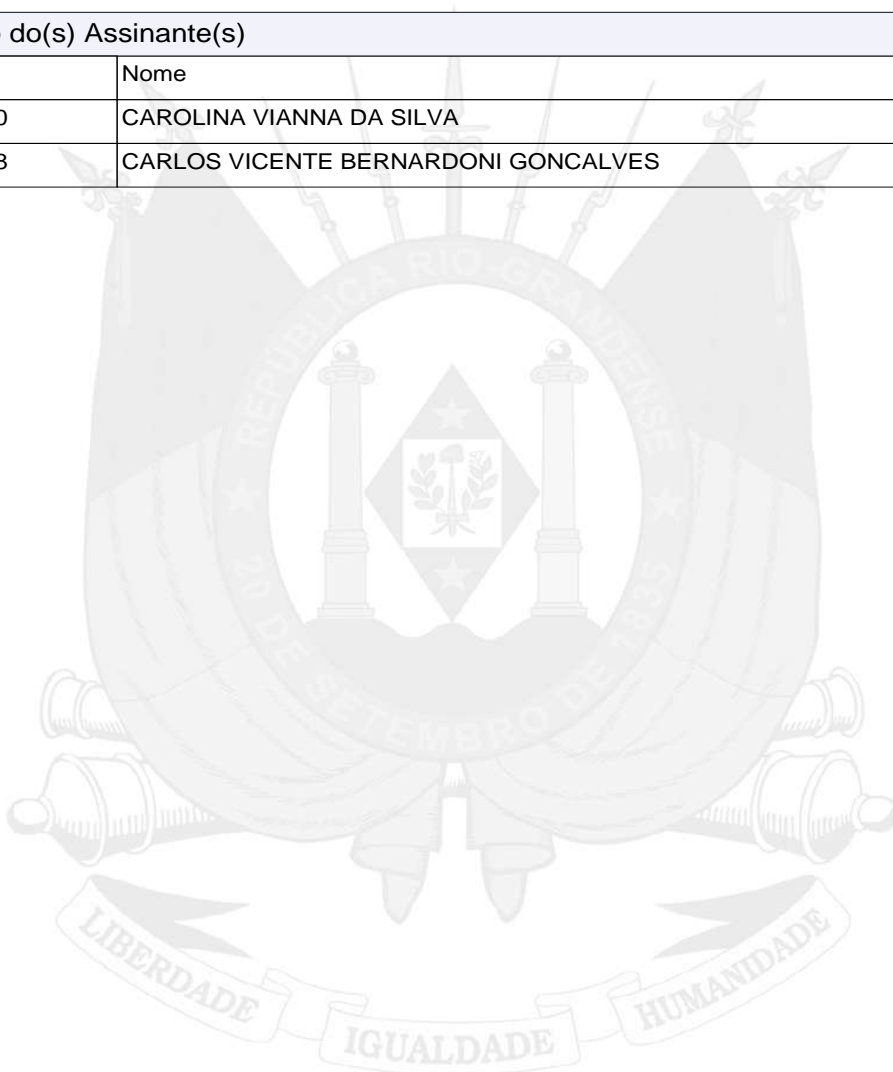 do(s) Assinante(s)
Nome
0 CAROLINA VIANNA DA SILVA
3 CARLOS VICENTE BERNARDONI GONCALVES
REPÚBLICA RIO-GRANDENSE
20 DE SETEMBRO DE 1835
LIBERDADE IGUALDADE HUMANIDADE